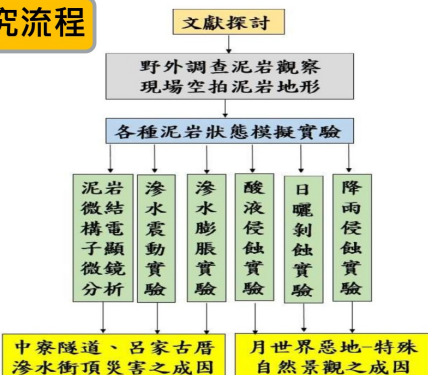 究流程
文獻探討
野外調查泥岩觀察
現場空拍泥岩地形
各種泥岩狀態模擬實驗
泥岩微結構電子顯微鏡分析
滲水震動實驗
滲水膨脹實驗
酸液侵蝕實驗
日曬剝蝕實驗
降雨侵蝕實驗
中寮隧道、呂家古厝
滲水衝頂災害之成因
月世界惡地-特殊
自然景觀之成因